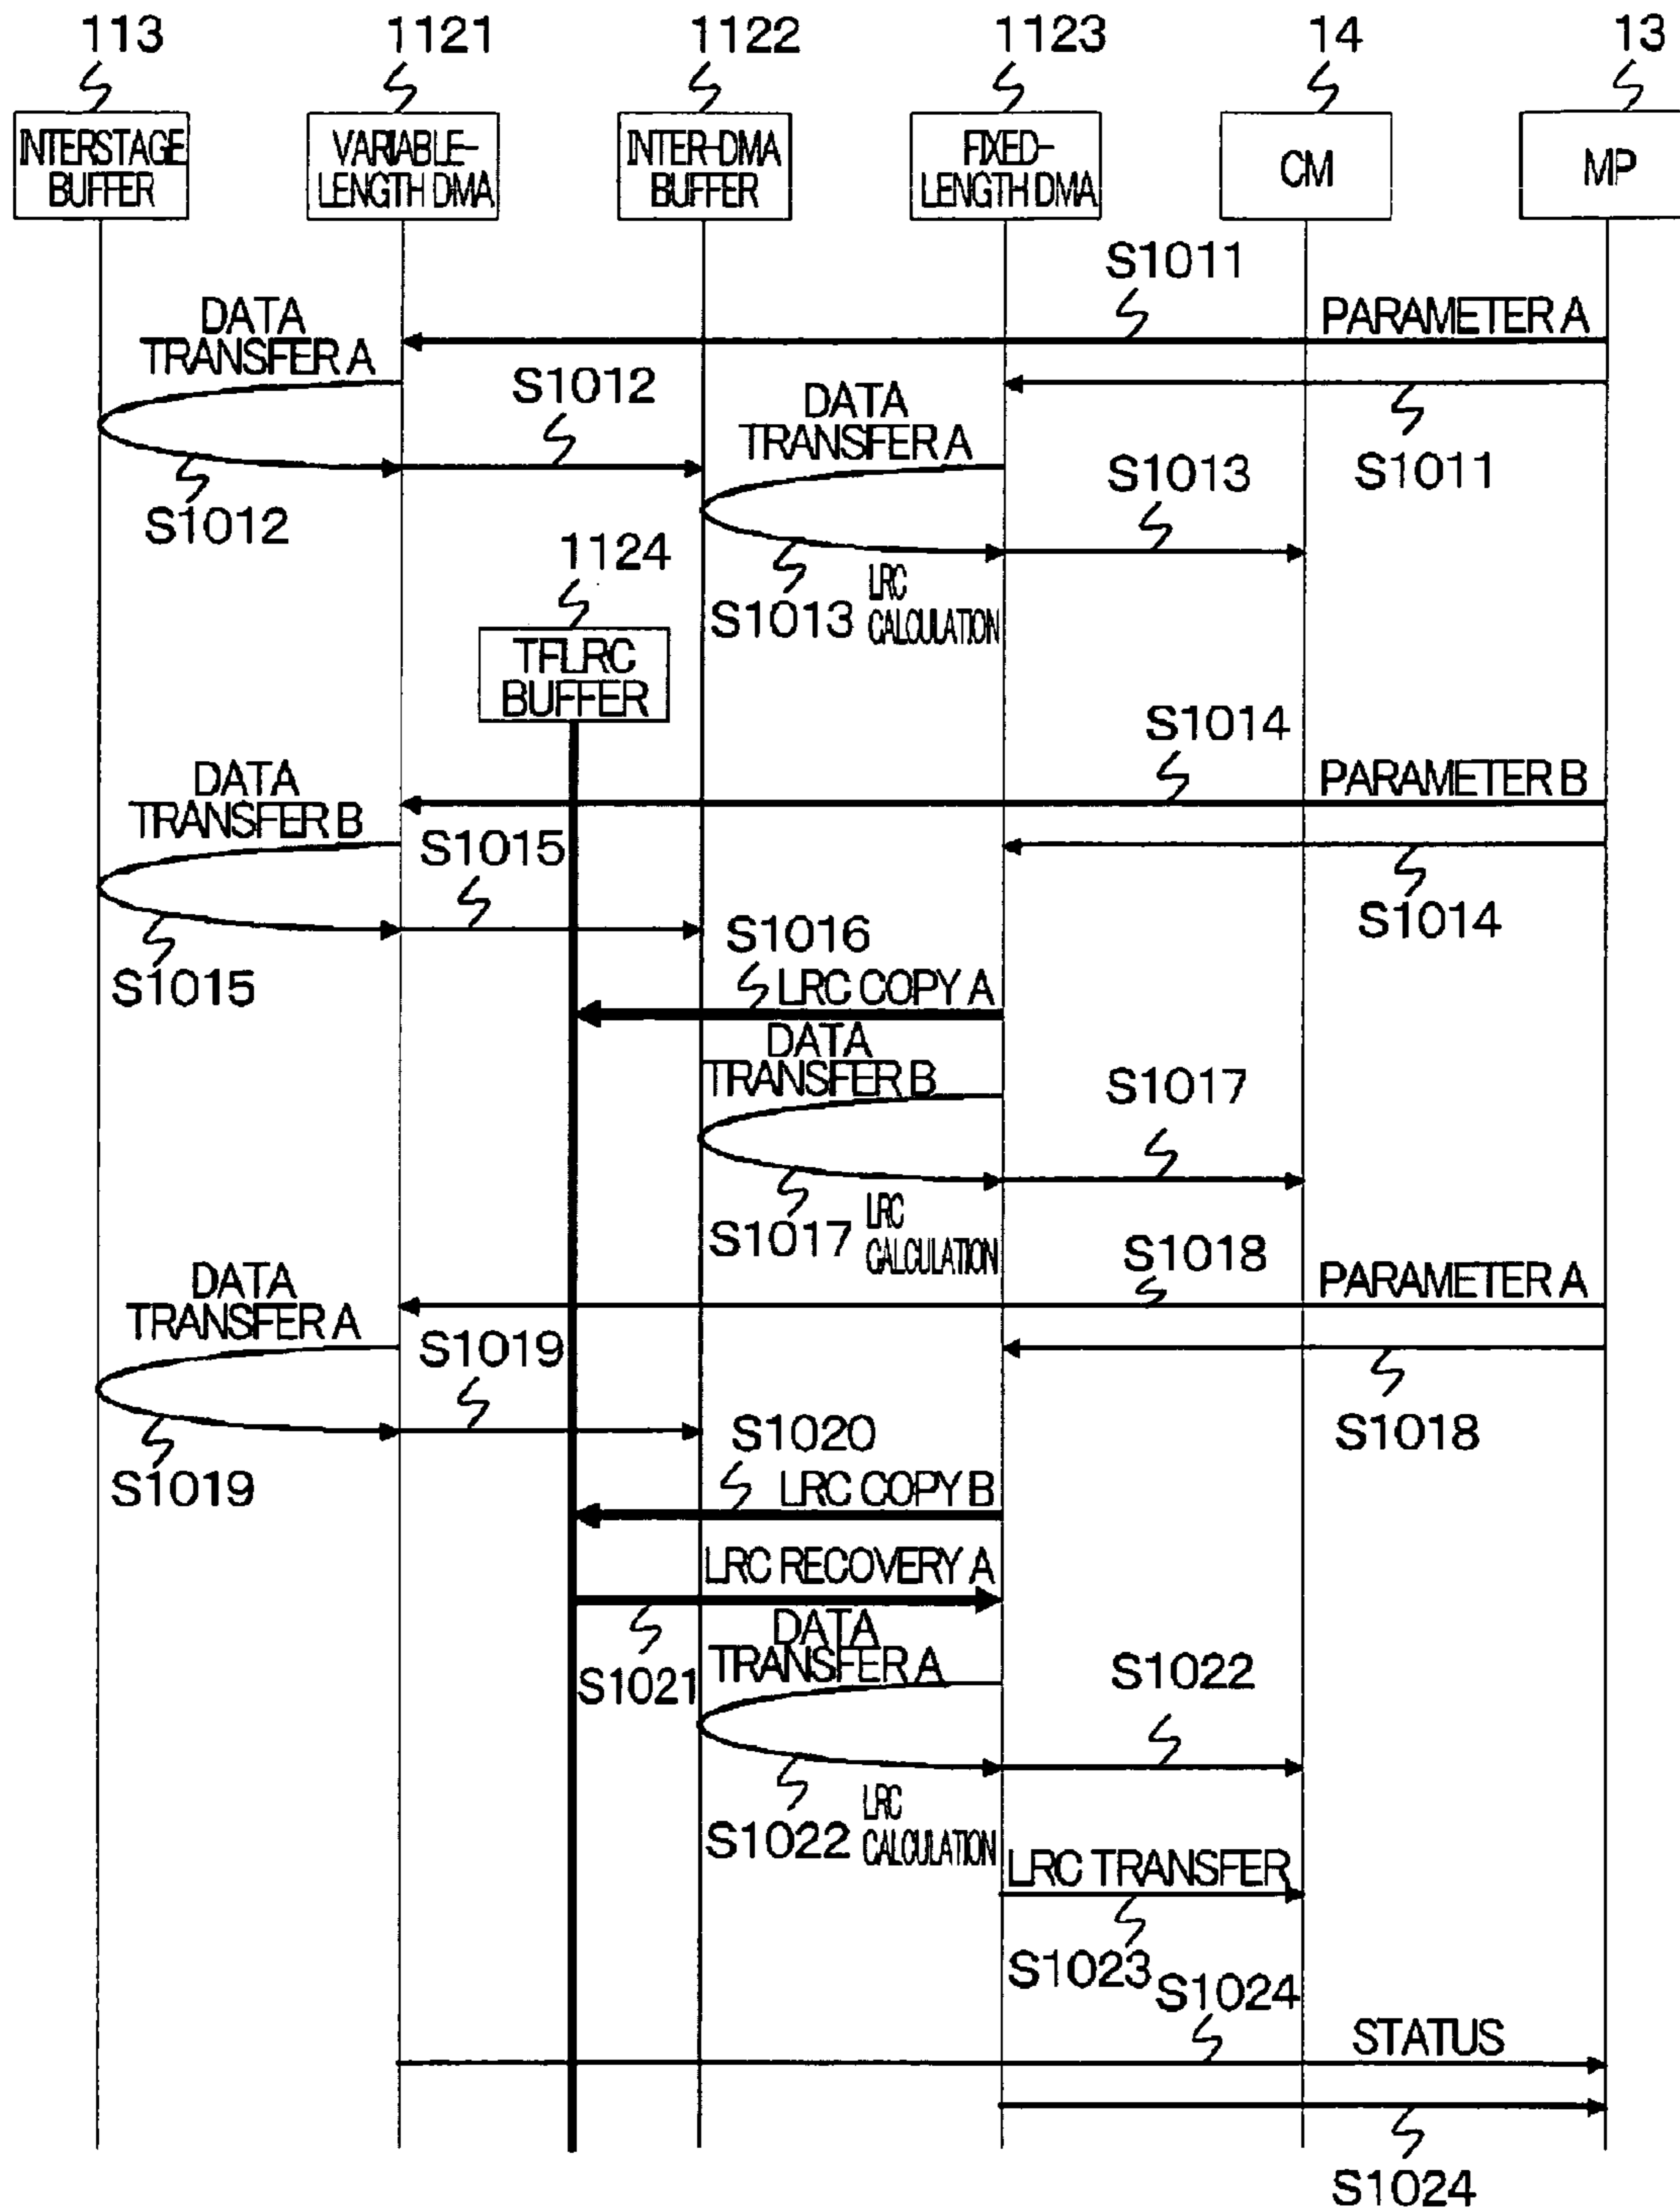 113
1121
1122
1123
14
13
INTERSTAGE
BUFFER
VARIABLE-
LENGTH DMA
INTER-DMA
BUFFER
FIXED-
LENGTH DMA
CM
MP
S1011
PARAMETER A
DATA
TRANSFER A
S1012
S1011
DATA
TRANSFER A
S1013
S1012
S1013
LRC
CALCULATION
1124
TFLRC
BUFFER
S1014
PARAMETER B
DATA
TRANSFER B
S1015
S1014
S1015
S1016
LRC COPY A
DATA
TRANSFER B
S1017
S1017
LRC
CALCULATION
S1018
PARAMETER A
DATA
TRANSFER A
S1019
S1018
S1019
S1020
LRC COPY B
LRC RECOVERY A
S1021
DATA
TRANSFER A
S1022
S1022
LRC
CALCULATION
LRC TRANSFER
S1023
S1024
STATUS
S1024